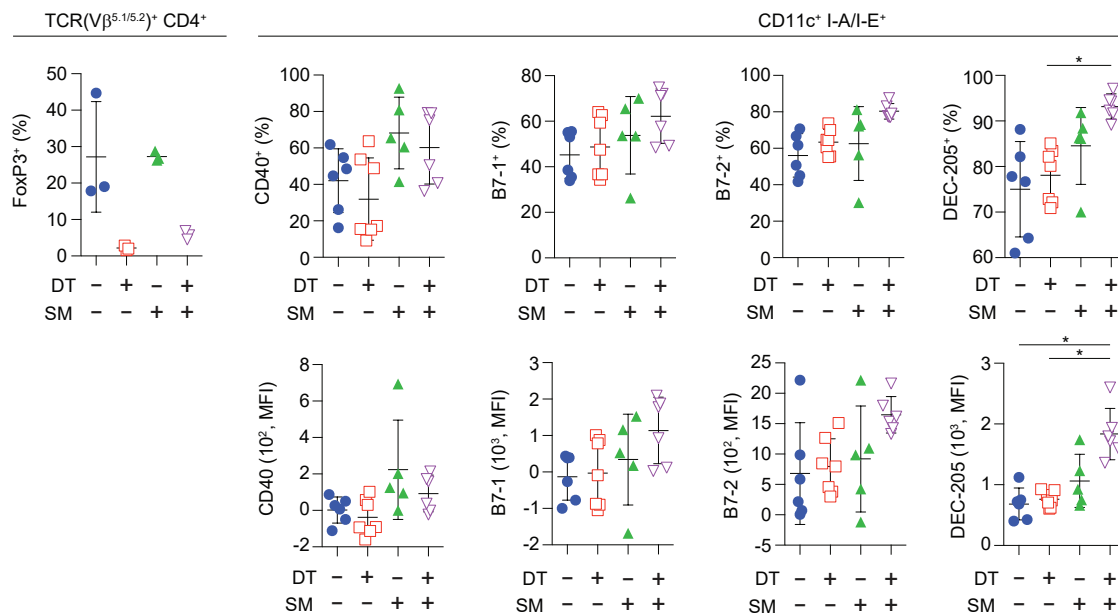 TCR(Vβ5.1/5.2)+ CD4+
CD11c+ I-A/I-E+
FoxP3+ (%)
50
40
30
20
10
0
DT − + − +
SM − − + +
CD40+ (%)
100
80
60
40
20
0
DT − + − +
SM − − + +
B7-1+ (%)
80
60
40
20
0
DT − + − +
SM − − + +
B7-2+ (%)
100
80
60
40
20
0
DT − + − +
SM − − + +
DEC-205+ (%)
100
90
80
70
60
*
DT − + − +
SM − − + +
CD40 (10², MFI)
8
6
4
2
0
-2
DT − + − +
SM − − + +
B7-1 (10³, MFI)
3
2
1
0
-1
-2
DT − + − +
SM − − + +
B7-2 (10², MFI)
25
20
15
10
5
0
-5
DT − + − +
SM − − + +
DEC-205 (10³, MFI)
3
2
1
0
*
*
DT − + − +
SM − − + +